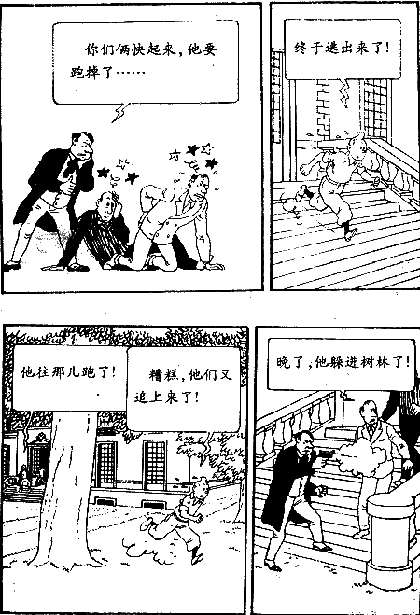 你们俩快起来，他要
跑掉了……
终于逃出来了！
他往那儿跑了！
糟糕，他们又
追上来了！
晚了，他躲进树林了！